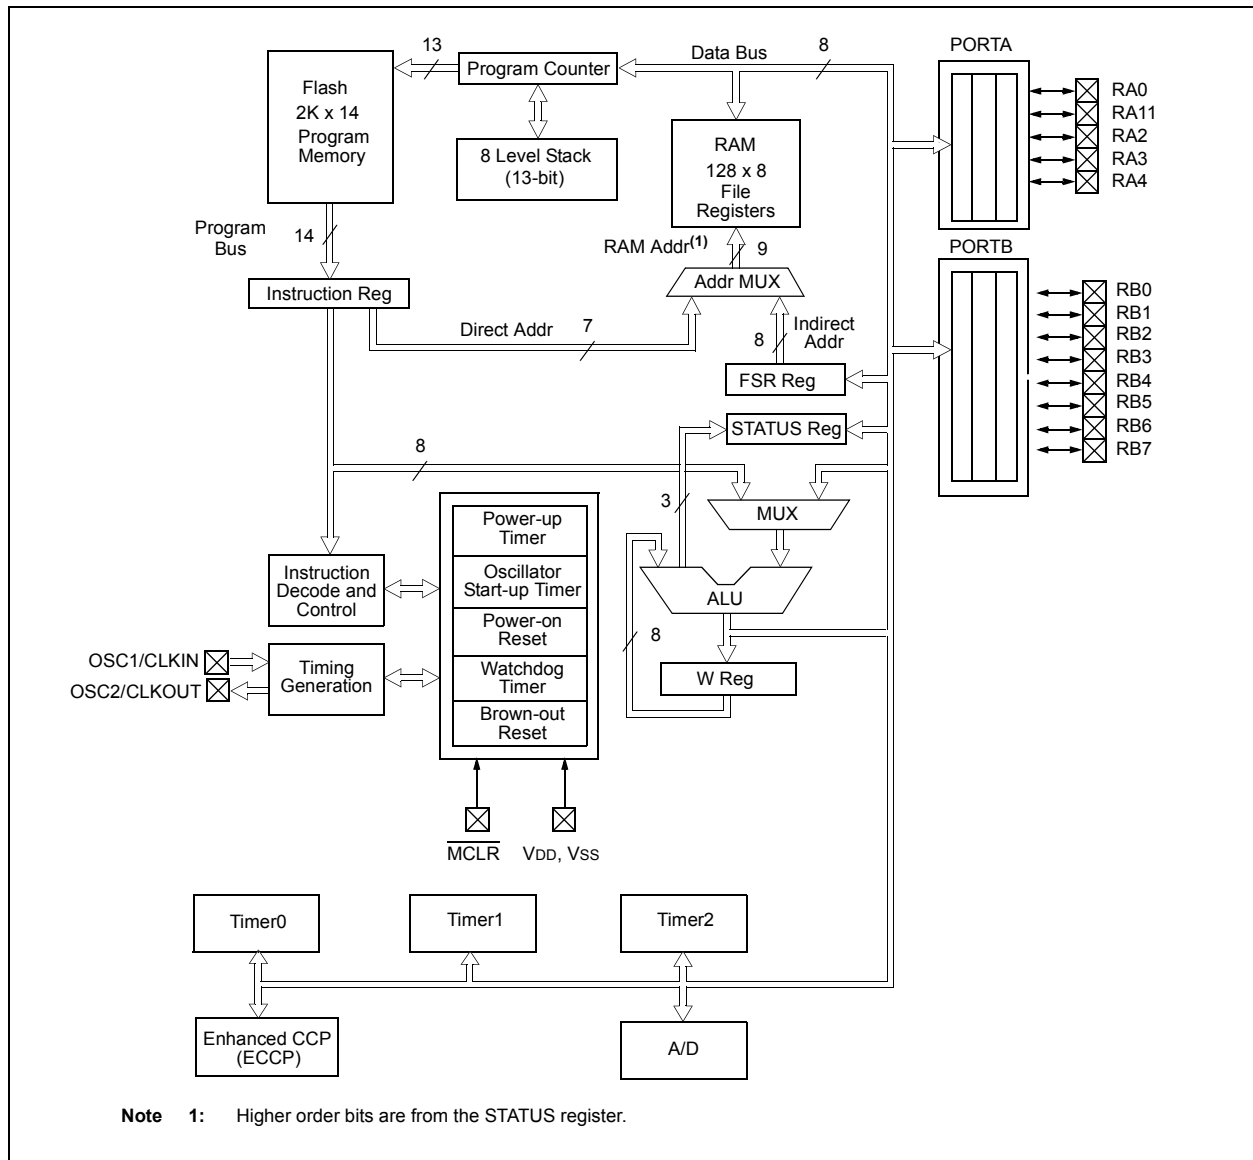 Flash
2K x 14
Program
Memory
13
Program Counter
8 Level Stack
(13-bit)
Data Bus
8
RAM
128 x 8
File
Registers
PORTA
RA0
RA11
RA2
RA3
RA4
Program
Bus
14
Instruction Reg
RAM Addr(1)
9
Addr MUX
Direct Addr
7
8
Indirect
Addr
FSR Reg
STATUS Reg
PORTB
RB0
RB1
RB2
RB3
RB4
RB5
RB6
RB7
8
3
MUX
ALU
8
W Reg
Instruction
Decode and
Control
Power-up
Timer
Oscillator
Start-up Timer
Power-on
Reset
Watchdog
Timer
Brown-out
Reset
OSC1/CLKIN
OSC2/CLKOUT
Timing
Generation
MCLR
VDD, VSS
Timer0
Timer1
Timer2
Enhanced CCP
(ECCP)
A/D
Note 1: Higher order bits are from the STATUS register.